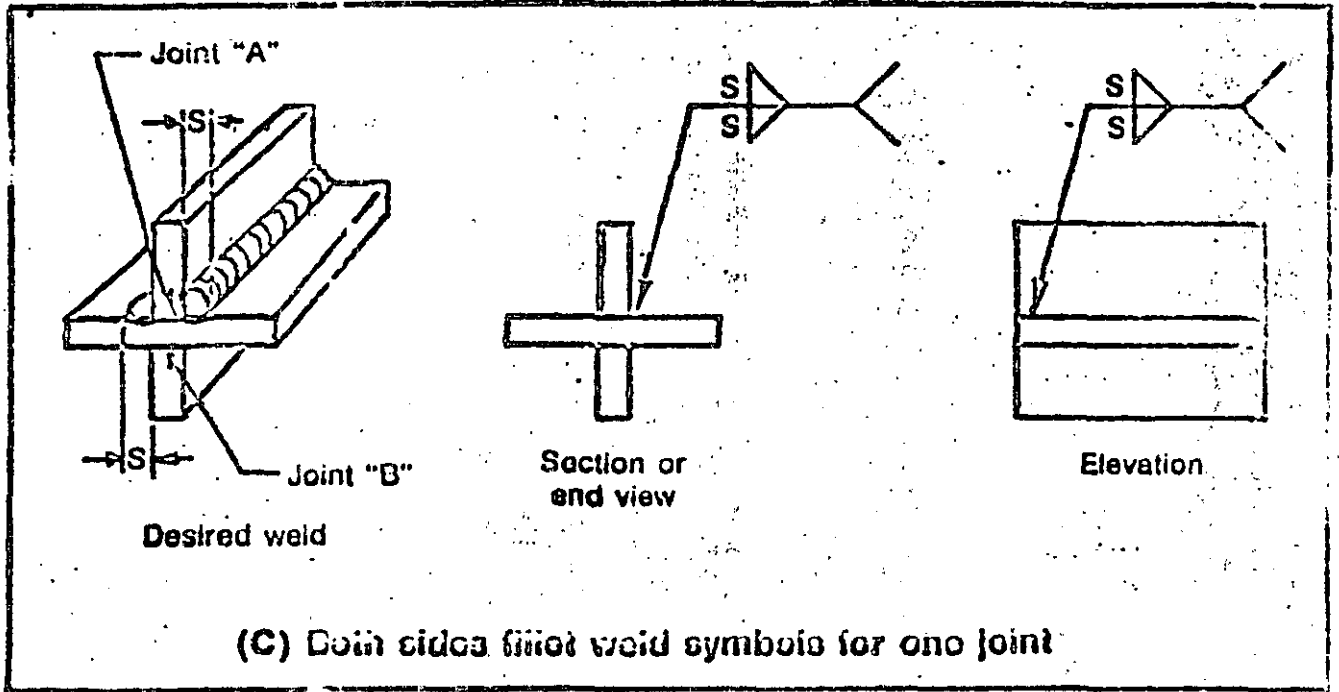 Joint "A"
S
S
S
S
S
S
Joint "B"
Desired weld
Section or
end view
Elevation
(C) Both sides fillet weld symbols for one joint